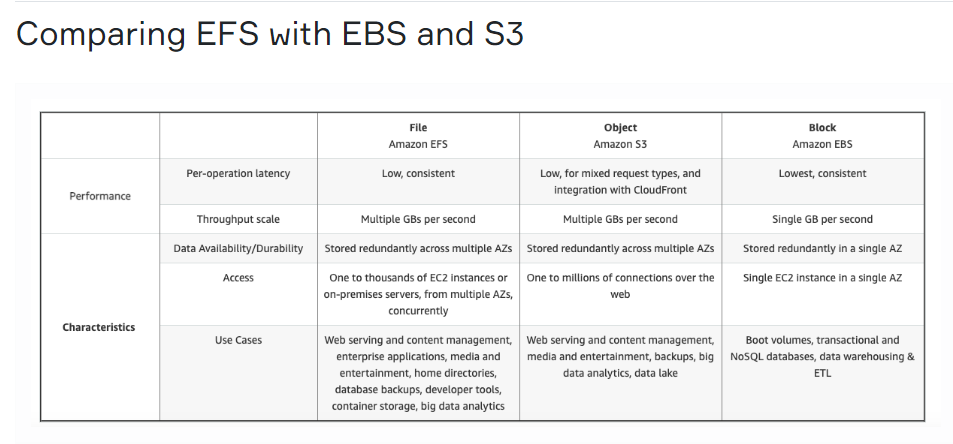 Comparing EFS with EBS and S3
File
Amazon EFS
Object
Amazon S3
Block
Amazon EBS
Performance
Per-operation latency
Low, consistent
Low, for mixed request types, and
integration with CloudFront
Lowest, consistent
Throughput scale
Multiple GBs per second
Multiple GBs per second
Single GB per second
Characteristics
Data Availability/Durability
Stored redundantly across multiple AZs
Stored redundantly across multiple AZs
Stored redundantly in a single AZ
Access
One to thousands of EC2 instances or
on-premises servers, from multiple AZs,
concurrently
One to millions of connections over the
web
Single EC2 instance in a single AZ
Use Cases
Web serving and content management,
enterprise applications, media and
entertainment, home directories,
database backups, developer tools,
container storage, big data analytics
Web serving and content management,
media and entertainment, backups, big
data analytics, data lake
Boot volumes, transactional and
NoSQL databases, data warehousing &
ETL